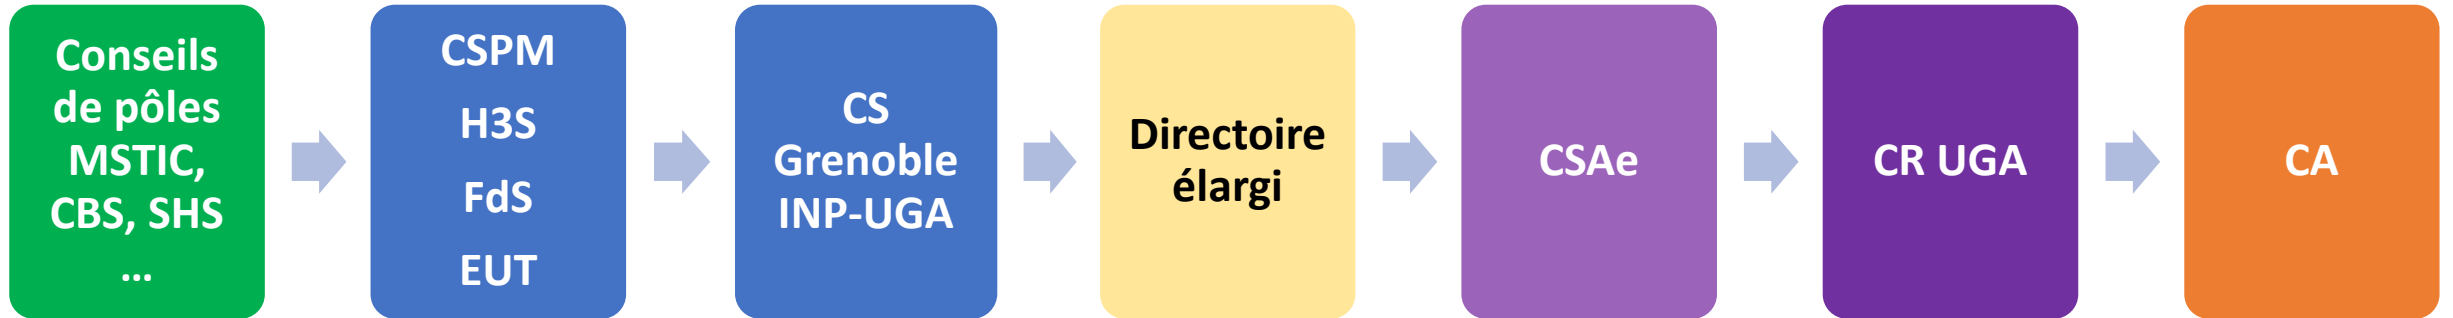 Conseils
de pôles
MSTIC,
CBS, SHS
...
CSPM
H3S
FdS
EUT
CS
Grenoble
INP-UGA
Directoire
élargi
CSAe
CR UGA
CA